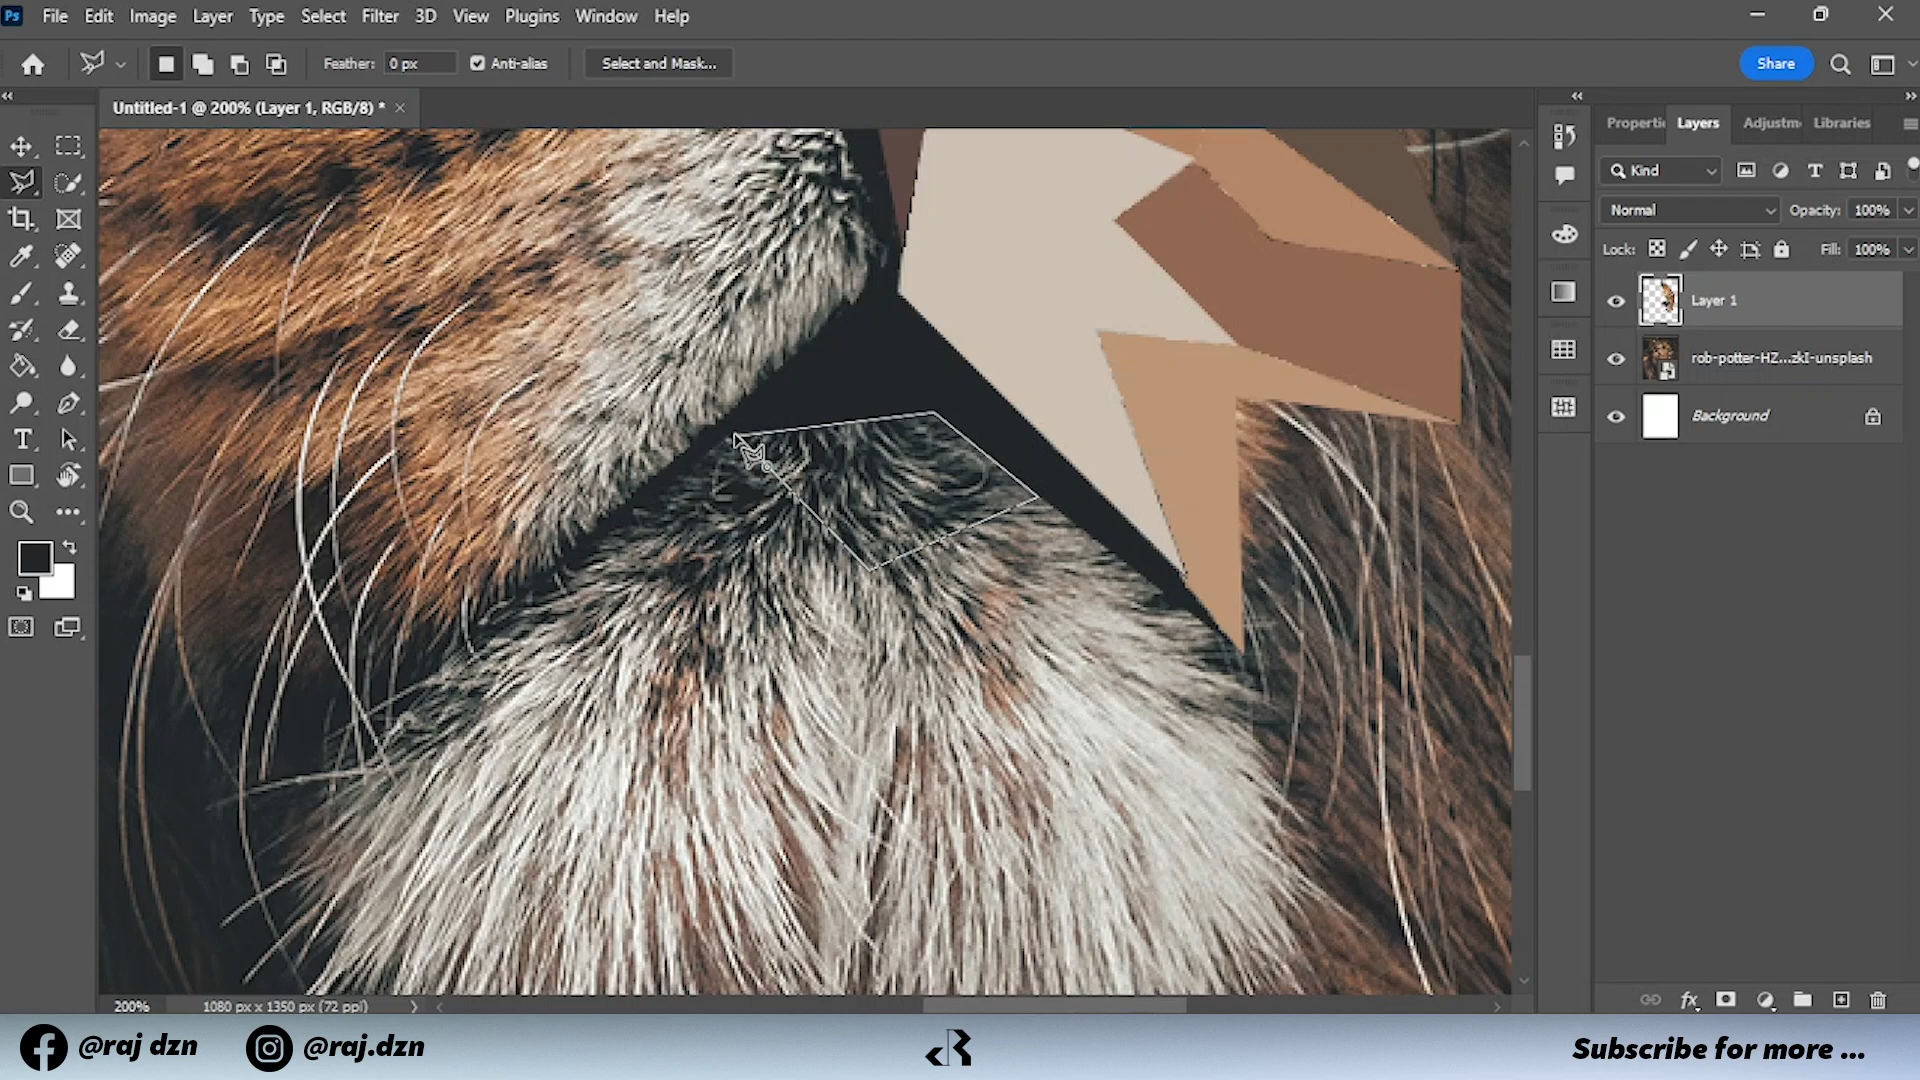 Ps File Edit Image Layer Type Select Filter 3D View Plugins Window Help
Feather: 0 px Anti-alias Select and Mask... Share
Untitled-1 @ 200% (Layer 1, RGB/8) * ×
Properti Layers Adjustm Libraries
Kind
Normal Opacity: 100%
Lock: Fill: 100%
Layer 1
rob-potter-HZ...zkI-unsplash
Background
200% 1080 px x 1350 px (72 ppi)
@raj dzn @raj.dzn Subscribe for more ...